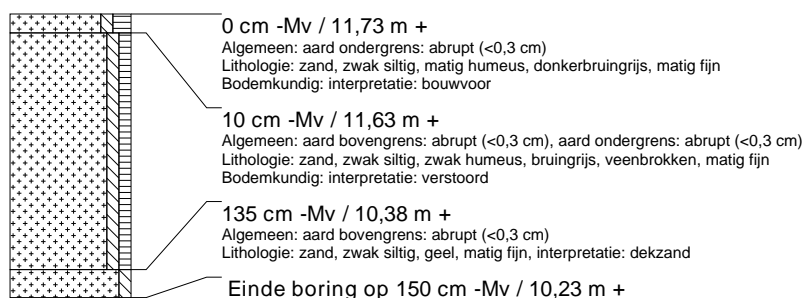 0 cm -Mv / 11,73 m +
Algemeen: aard ondergrens: abrupt (<0,3 cm)
Lithologie: zand, zwak siltig, matig humeus, donkerbruingrijs, matig fijn
Bodemkundig: interpretatie: bouwvoor
10 cm -Mv / 11,63 m +
Algemeen: aard bovengrens: abrupt (<0,3 cm), aard ondergrens: abrupt (<0,3 cm)
Lithologie: zand, zwak siltig, zwak humeus, bruingrijs, veenbrokken, matig fijn
Bodemkundig: interpretatie: verstoord
135 cm -Mv / 10,38 m +
Algemeen: aard bovengrens: abrupt (<0,3 cm)
Lithologie: zand, zwak siltig, geel, matig fijn, interpretatie: dekzand
Einde boring op 150 cm -Mv / 10,23 m +